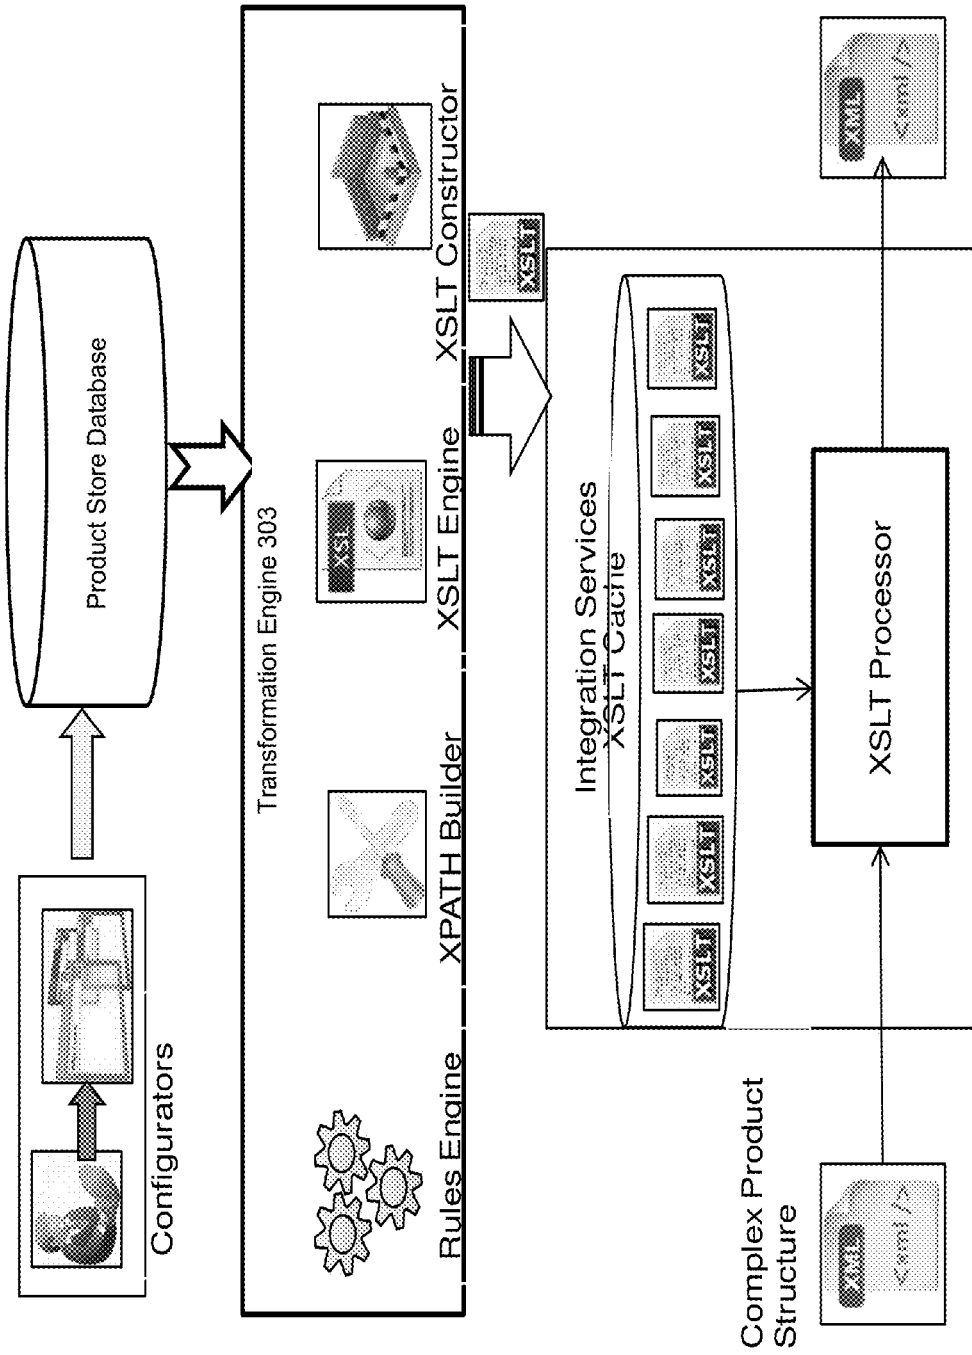 Configurators
Product Store Database
Transformation Engine 303
Rules Engine
XPATH Builder
XSL
XSLT Engine
XSLT Constructor
XSLT
Integration Services
XSLT Cache
XSLT
XSLT
XSLT
XSLT
XSLT
XSLT
XSLT
Complex Product
Structure
XML
<xml />
XSLT Processor
XML
<xml />